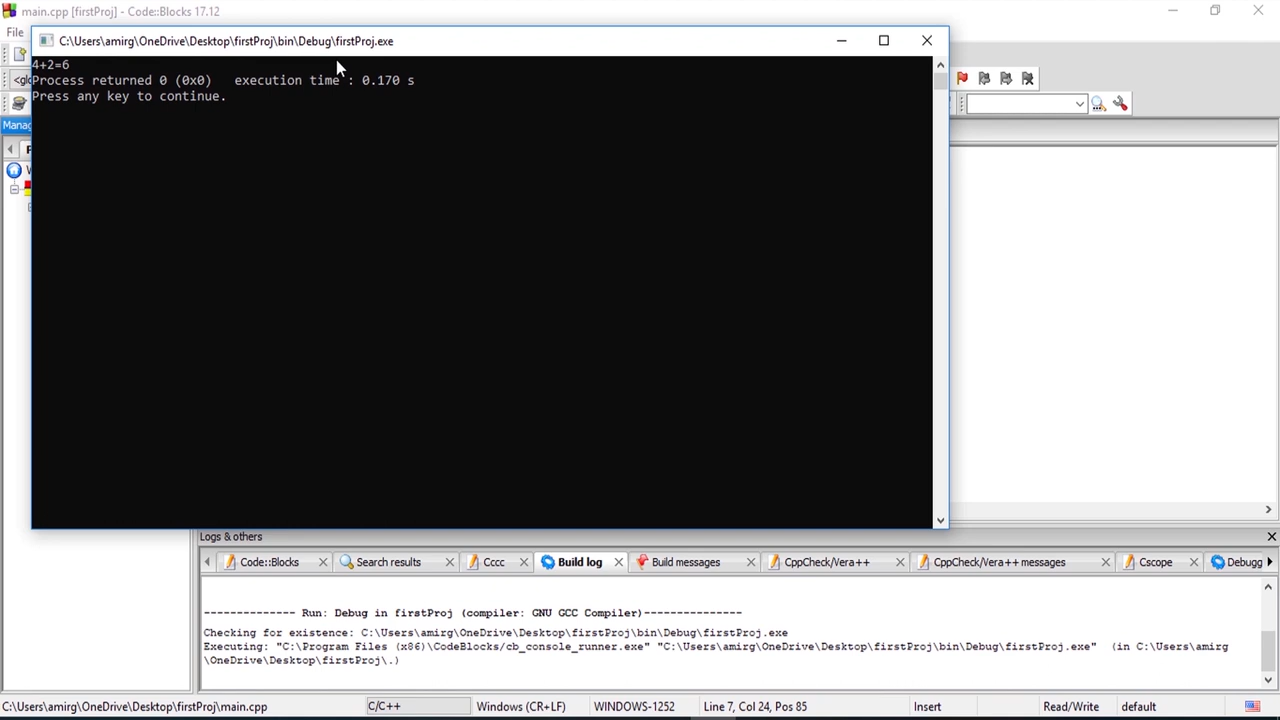 main.cpp [firstProj] - Code::Blocks 17.12
File
C:\Users\amirg\OneDrive\Desktop\firstProj\bin\Debug\firstProj.exe
4+2=6
Process returned 0 (0x0)   execution time : 0.170 s
Press any key to continue.
Logs & others
Code::Blocks
Search results
Cccc
Build log
Build messages
CppCheck/Vera++
CppCheck/Vera++ messages
Cscope
-------------- Run: Debug in firstProj (compiler: GNU GCC Compiler)---------------
Checking for existence: C:\Users\amirg\OneDrive\Desktop\firstProj\bin\Debug\firstProj.exe
Executing: "C:\Program Files (x86)\CodeBlocks/cb_console_runner.exe" "C:\Users\amirg\OneDrive\Desktop\firstProj\bin\Debug\firstProj.exe"  (in C:\Users\amirg
\OneDrive\Desktop\firstProj\.)
C:\Users\amirg\OneDrive\Desktop\firstProj\main.cpp
C/C++
Windows (CR+LF)
WINDOWS-1252
Line 7, Col 24, Pos 85
Insert
Read/Write
default